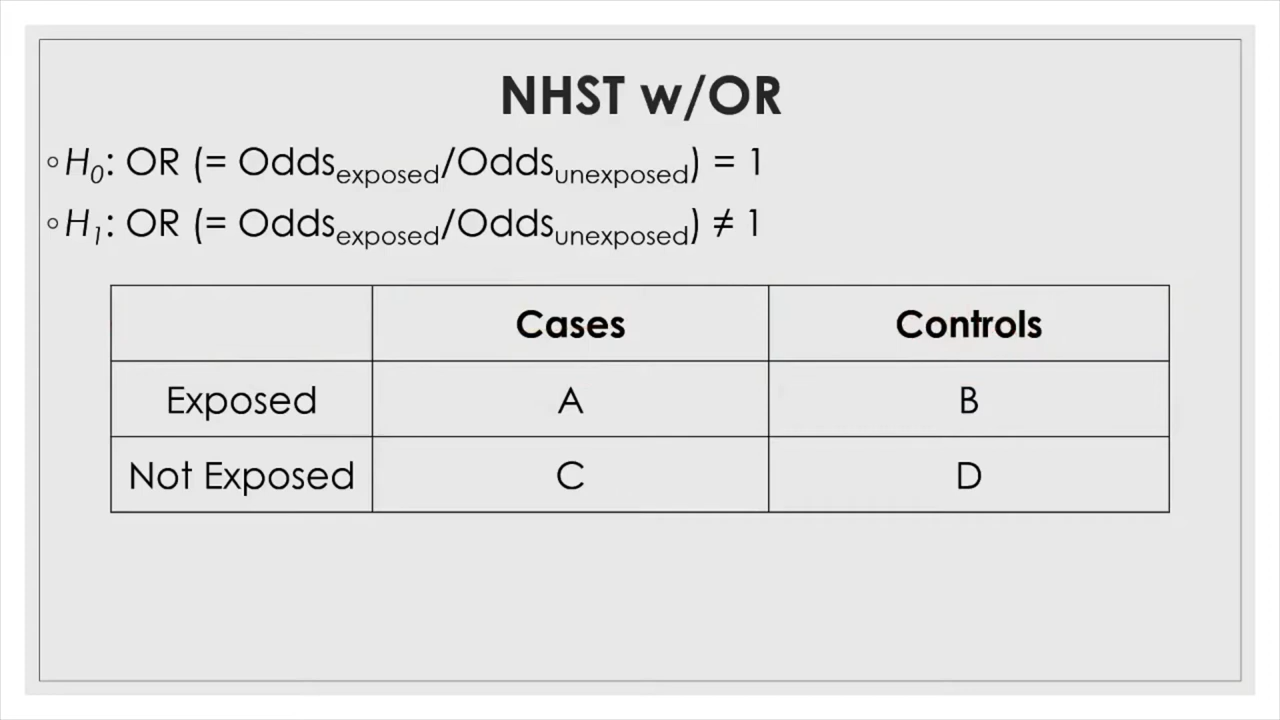 NHST w/OR
◦H0: OR (= Oddsexposed/Oddsunexposed) = 1
◦H1: OR (= Oddsexposed/Oddsunexposed) ≠ 1
Cases Controls
Exposed A B
Not Exposed C D